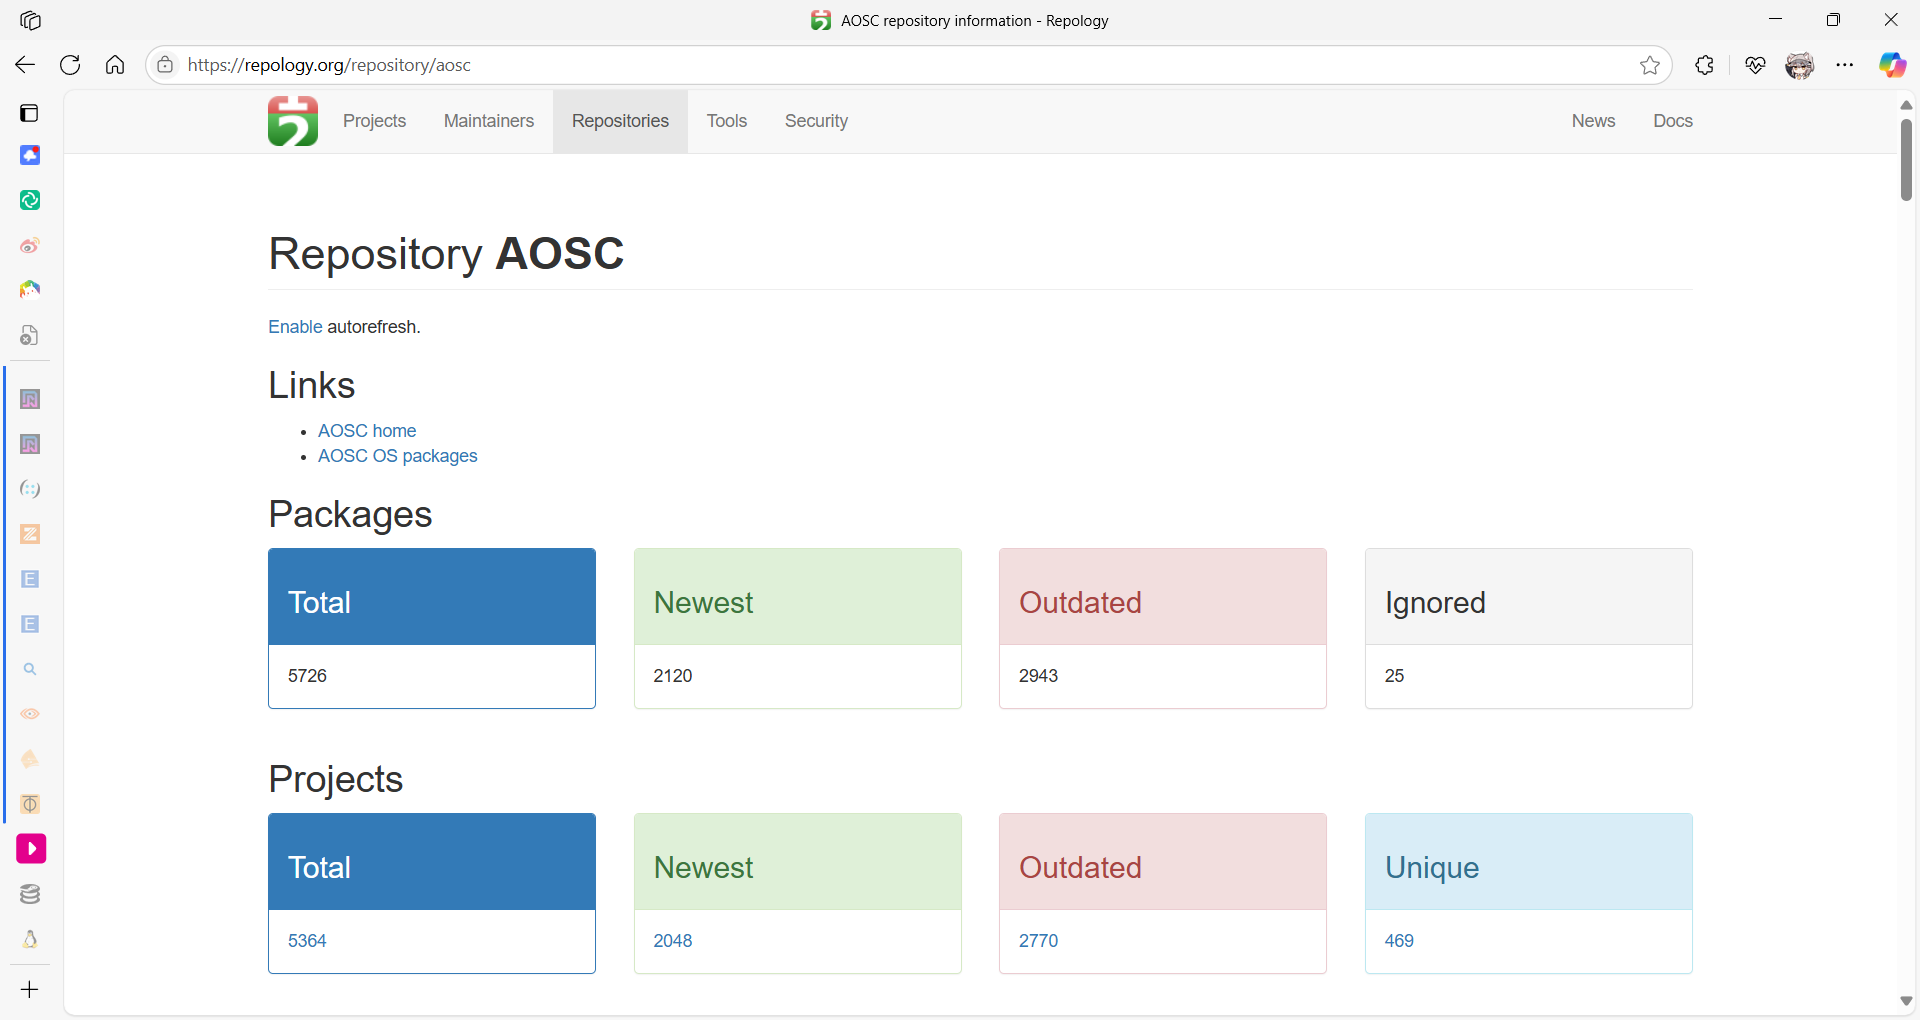 AOSC repository information - Repology
https://repology.org/repository/aosc
Projects Maintainers Repositories Tools Security News Docs
Repository AOSC
Enable autorefresh.
Links
AOSC home
AOSC OS packages
Packages
Total Newest Outdated Ignored
5726 2120 2943 25
Projects
Total Newest Outdated Unique
5364 2048 2770 469